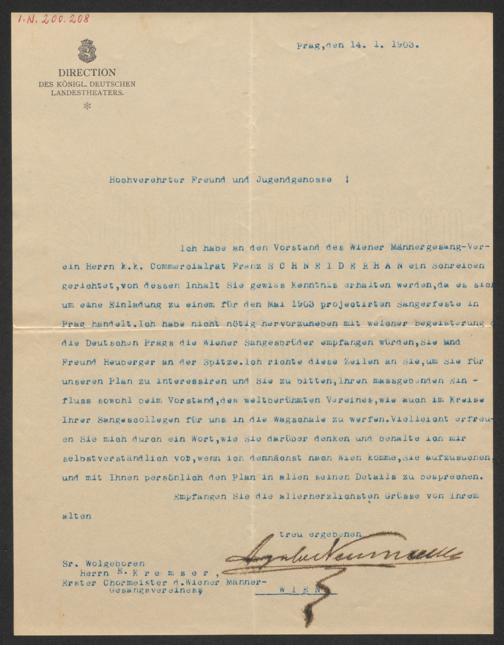 I.N. 200.208
Prag, den 14. 1. 1903.
DIRECTION
DES KÖNIGL. DEUTSCHEN
LANDESTHEATERS.
Hochverehrter Freund und Jugendgenosse !
Ich habe an den Vorstand des Wiener Männergesang-Ver-
ein Herrn k.k. Commercialrat Franz S C H N E I D E R H A N ein Schreiben
gerichtet, von dessen Inhalt Sie gewiss Kenntnis erhalten werden, da es sich
um eine Einladung zu einem für den Mai 1903 projectirten Sangerfeste in
Prag handelt. Ich habe nicht nötig hervorzuheben mit welcher Begeisterung
die Deutschen Prags die Wiener Sangesbrüder empfangen würden, Sie und
Freund Heuberger an der Spitze. Ich richte diese Zeilen an Sie, um Sie für
unseren Plan zu interessiren und Sie zu bitten, Ihren massgebenden Ein -
fluss sowohl beim Vorstand, des weltberühmten Vereines, wie auch im Kreise
Ihrer Sangescollegen für uns in die Wagschale zu werfen. Vielleicht erfreu-
en Sie mich durch ein Wort, wie Sie darüber denken und behalte ich mir
selbstverständlich vor, wenn ich demnächst nach Wien komme, Sie aufzusuchen
und mit Ihnen persönlich den Plan in allen seinen Details zu besprechen.
Empfangen Sie die allerherzlichsten Grüsse von Ihrem
alten
treu ergebenen
Angelo Neumann
Sr. Wolgeboren
Herrn E. K r e m s e r ,
Erster Chormeister d. Wiener Männer-
Gesangsvereines
W I E N